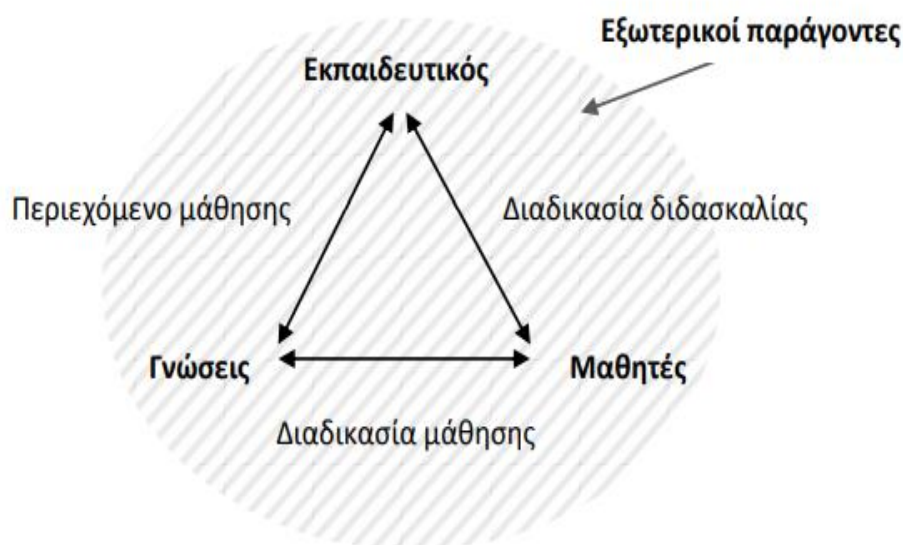 Εξωτερικοί παράγοντες
Εκπαιδευτικός
Περιεχόμενο μάθησης
Διαδικασία διδασκαλίας
Γνώσεις
Μαθητές
Διαδικασία μάθησης